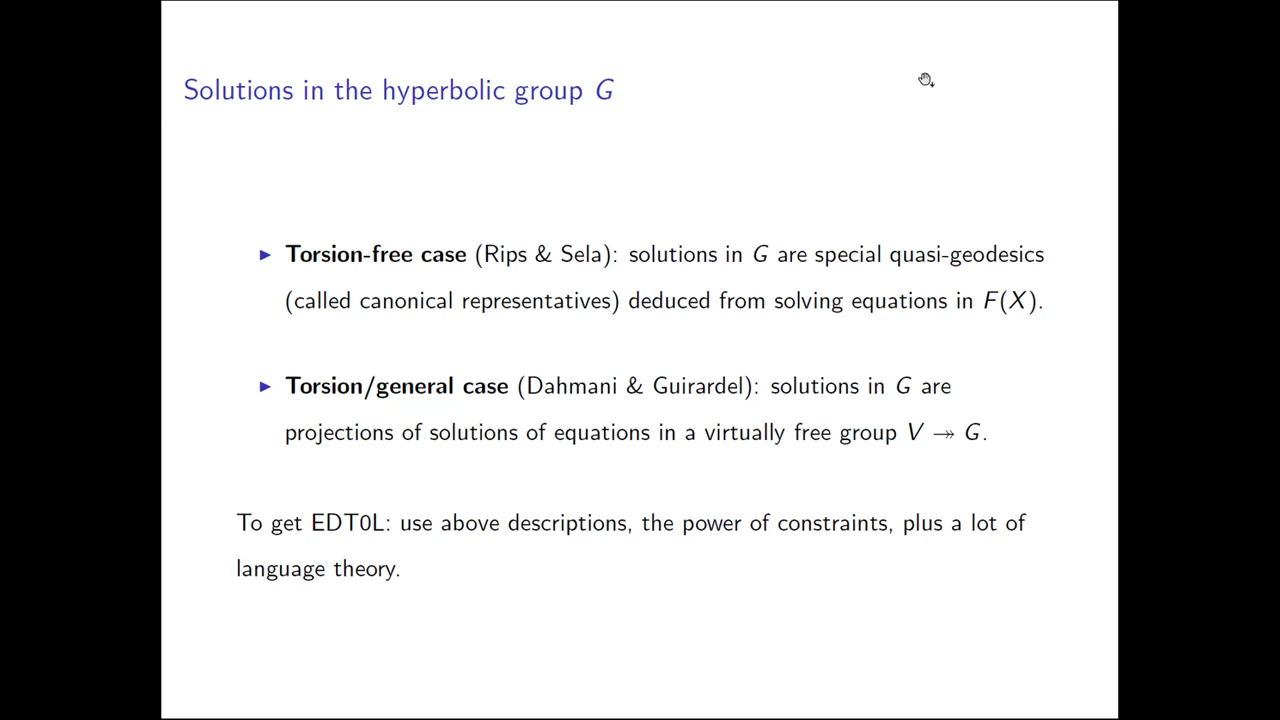 Solutions in the hyperbolic group G
▶ Torsion-free case (Rips & Sela): solutions in G are special quasi-geodesics
(called canonical representatives) deduced from solving equations in F(X).
▶ Torsion/general case (Dahmani & Guirardel): solutions in G are
projections of solutions of equations in a virtually free group V ↠ G.
To get EDT0L: use above descriptions, the power of constraints, plus a lot of
language theory.